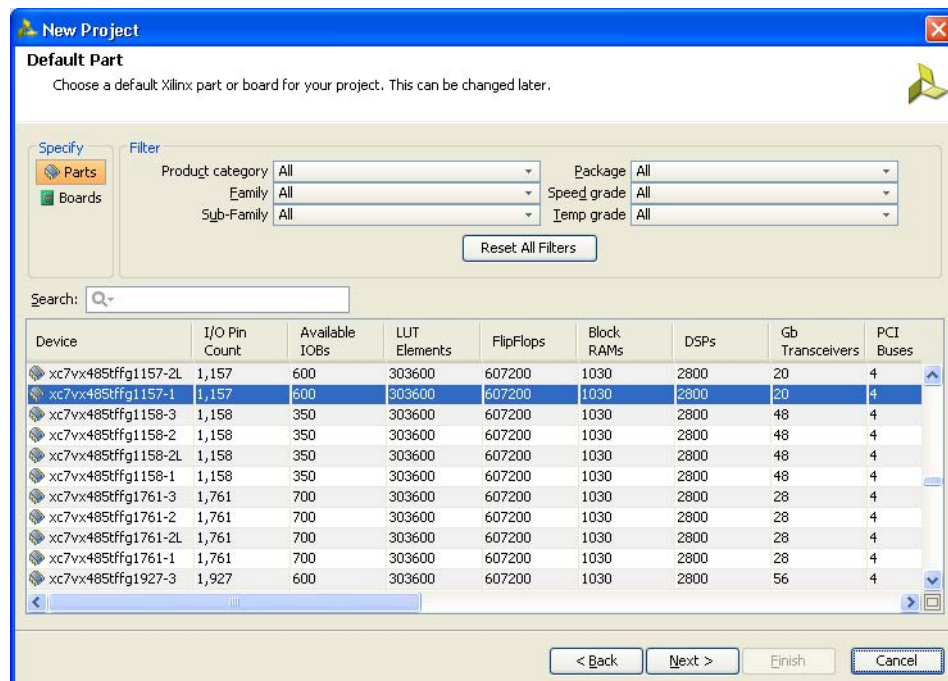 New Project
Default Part
Choose a default Xilinx part or board for your project. This can be changed later.
Specify
Filter
Parts
Boards
Product category All
Package All
Family All
Speed grade All
Sub-Family All
Temp grade All
Reset All Filters
Search:
Device I/O Pin Count Available IOBs LUT Elements FlipFlops Block RAMs DSPs Gb Transceivers PCI Buses
xc7vx485tffg1157-2L 1,157 600 303600 607200 1030 2800 20 4
xc7vx485tffg1157-1 1,157 600 303600 607200 1030 2800 20 4
xc7vx485tffg1158-3 1,158 350 303600 607200 1030 2800 48 4
xc7vx485tffg1158-2 1,158 350 303600 607200 1030 2800 48 4
xc7vx485tffg1158-2L 1,158 350 303600 607200 1030 2800 48 4
xc7vx485tffg1158-1 1,158 350 303600 607200 1030 2800 48 4
xc7vx485tffg1761-3 1,761 700 303600 607200 1030 2800 28 4
xc7vx485tffg1761-2 1,761 700 303600 607200 1030 2800 28 4
xc7vx485tffg1761-2L 1,761 700 303600 607200 1030 2800 28 4
xc7vx485tffg1761-1 1,761 700 303600 607200 1030 2800 28 4
xc7vx485tffg1927-3 1,927 600 303600 607200 1030 2800 56 4
< Back Next > Finish Cancel